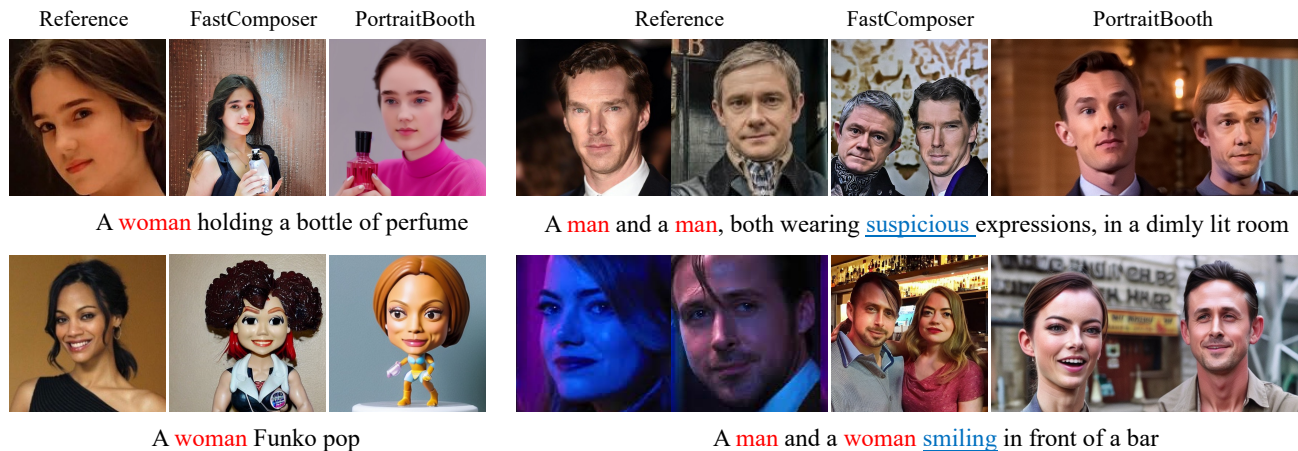 Reference FastComposer PortraitBooth Reference FastComposer PortraitBooth
IB
A woman holding a bottle of perfume
A man and a man, both wearing suspicious expressions, in a dimly lit room
A woman Funko pop
A man and a woman smiling in front of a bar